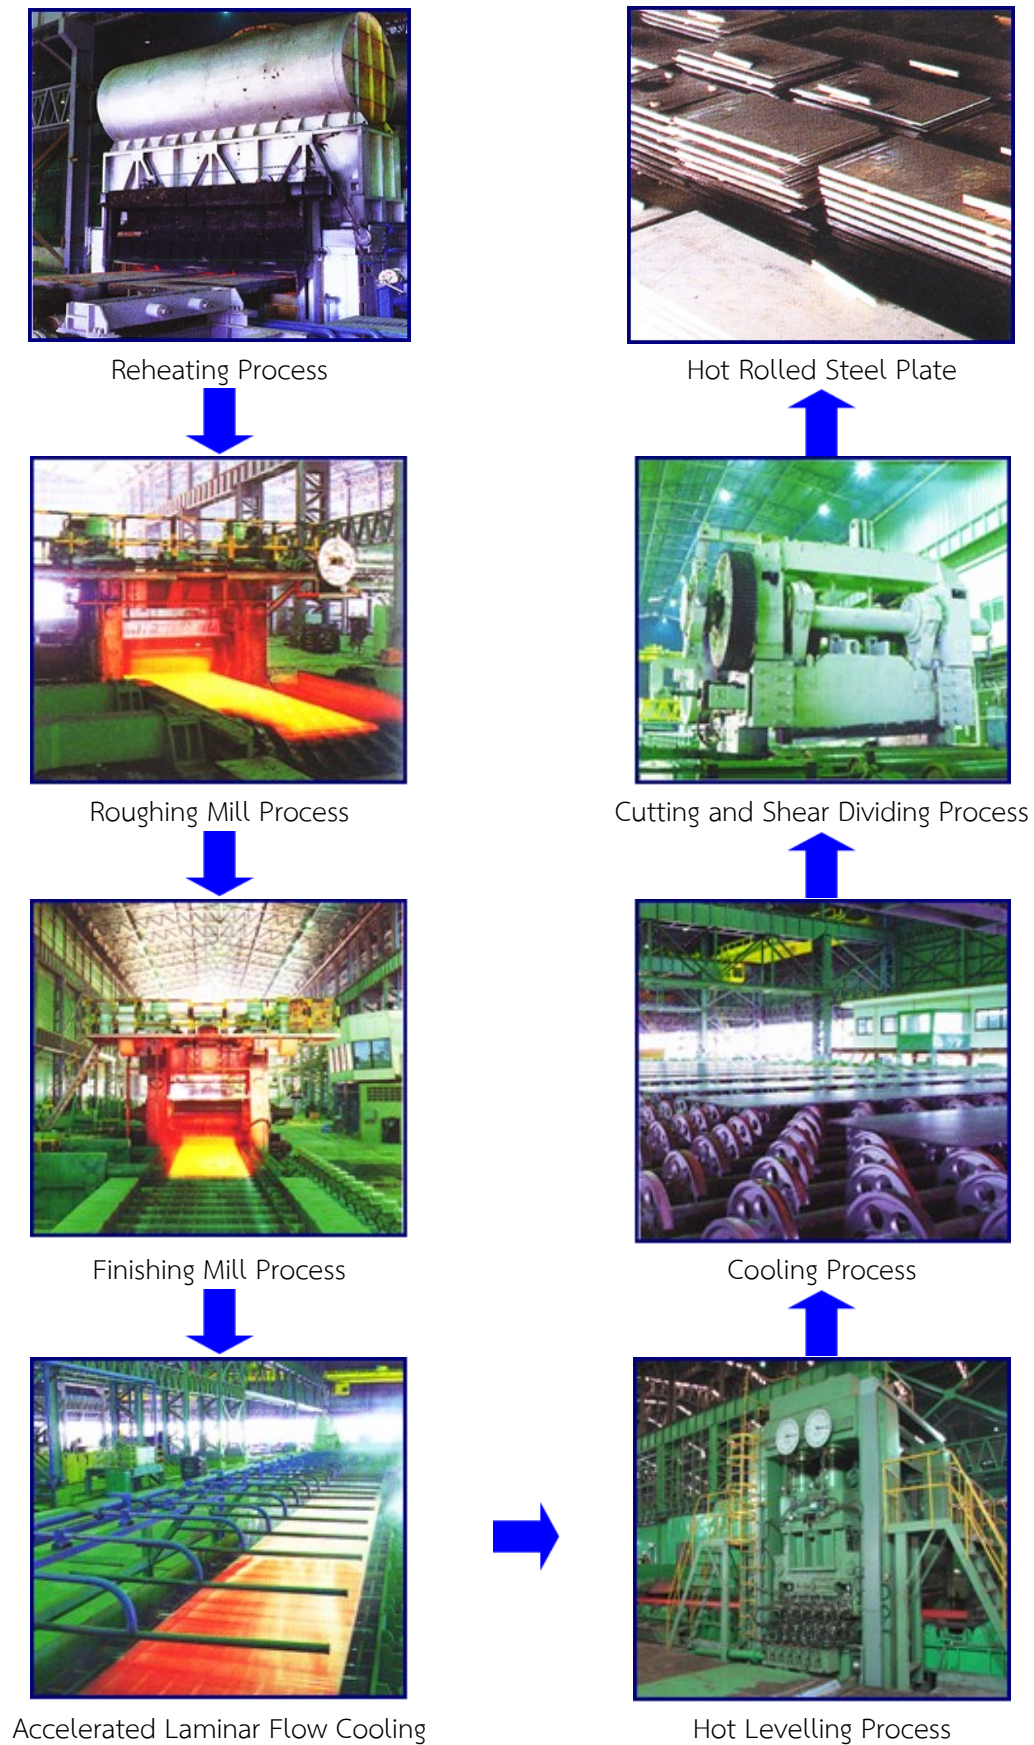 Reheating Process
Roughing Mill Process
Finishing Mill Process
Accelerated Laminar Flow Cooling
Hot Levelling Process
Cooling Process
Cutting and Shear Dividing Process
Hot Rolled Steel Plate